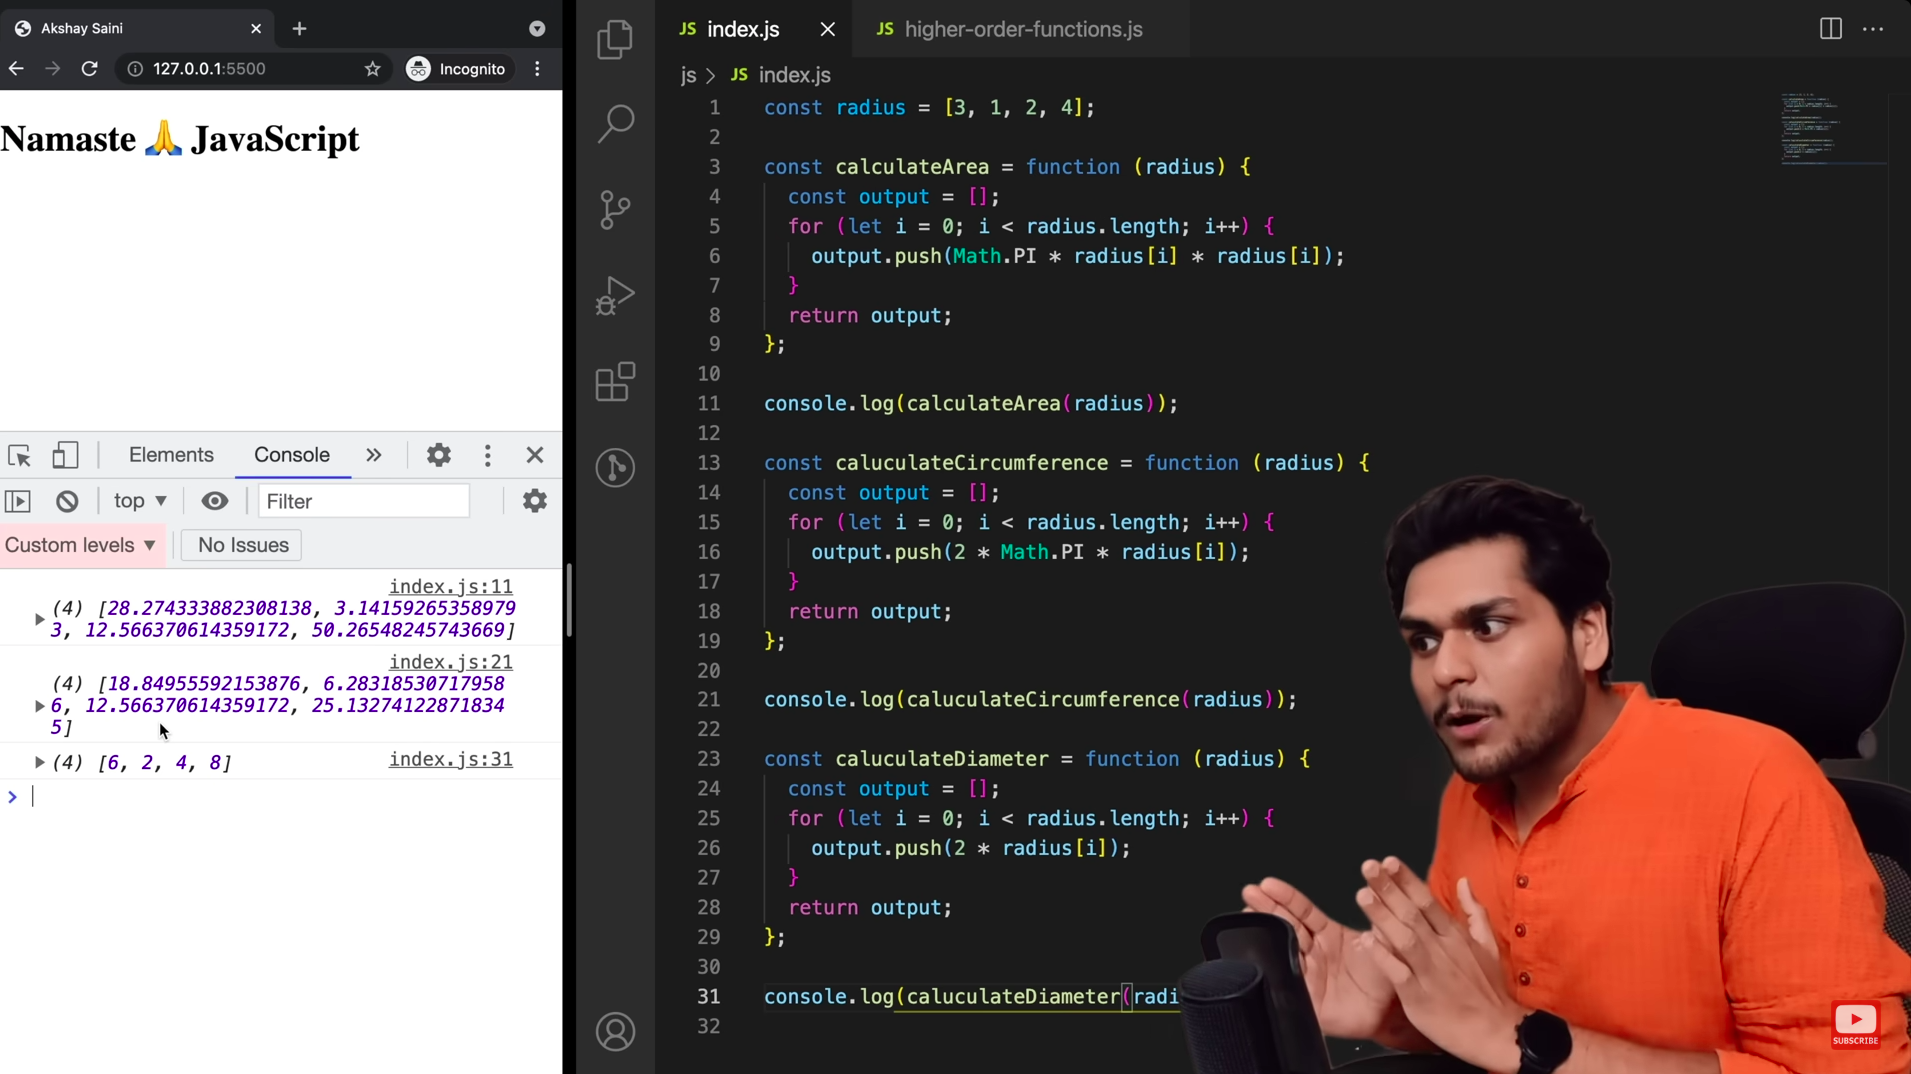 Akshay Saini
127.0.0.1:5500
Incognito
Namaste 🙏 JavaScript
Elements
Console
top
Filter
Custom levels
No Issues
index.js:11
(4) [28.274333882308138, 3.14159265358979
3, 12.566370614359172, 50.26548245743669]
index.js:21
(4) [18.84955592153876, 6.28318530717958
6, 12.566370614359172, 25.13274122871834
5]
(4) [6, 2, 4, 8]
index.js:31
>
JS index.js
JS higher-order-functions.js
js > JS index.js
1 const radius = [3, 1, 2, 4];
2
3 const calculateArea = function (radius) {
4 const output = [];
5 for (let i = 0; i < radius.length; i++) {
6 output.push(Math.PI * radius[i] * radius[i]);
7 }
8 return output;
9 };
10
11 console.log(calculateArea(radius));
12
13 const caluculateCircumference = function (radius) {
14 const output = [];
15 for (let i = 0; i < radius.length; i++) {
16 output.push(2 * Math.PI * radius[i]);
17 }
18 return output;
19 };
20
21 console.log(caluculateCircumference(radius));
22
23 const caluculateDiameter = function (radius) {
24 const output = [];
25 for (let i = 0; i < radius.length; i++) {
26 output.push(2 * radius[i]);
27 }
28 return output;
29 };
30
31 console.log(caluculateDiameter(radi
32
SUBSCRIBE